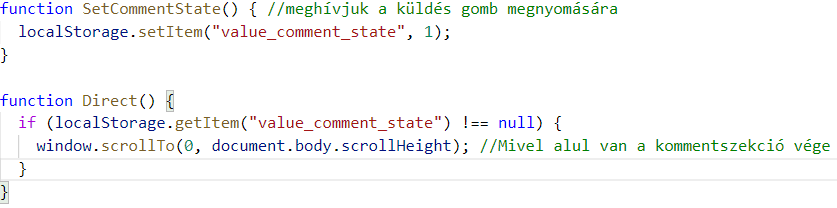 function SetCommentState() { //meghívjuk a küldés gomb megnyomására
  localStorage.setItem("value_comment_state", 1);
}

function Direct() {
  if (localStorage.getItem("value_comment_state") !== null) {
    window.scrollTo(0, document.body.scrollHeight); //Mivel alul van a kommentszekció vége
  }
}